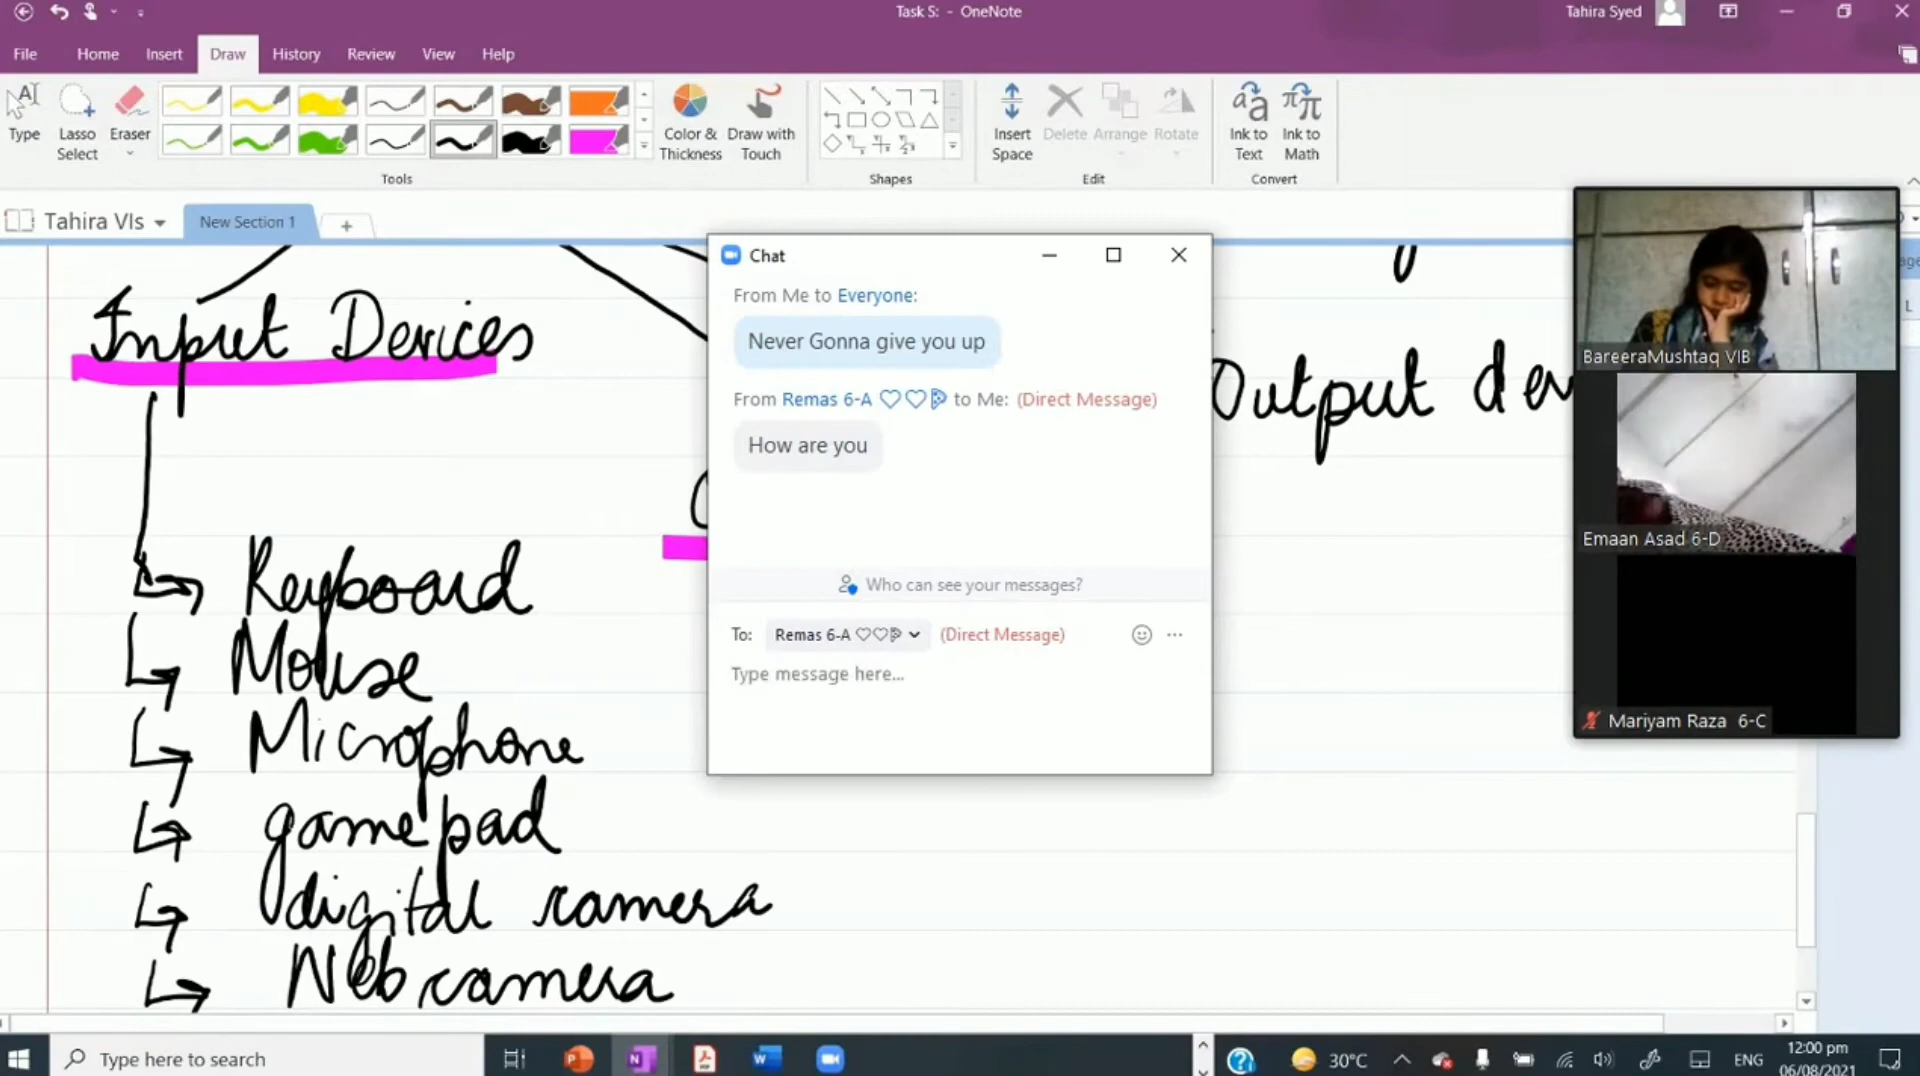 Task S: - OneNote
Tahira Syed
File Home Insert Draw History Review View Help
Type
Lasso Select
Eraser
Color & Thickness
Draw with Touch
Insert Space
Delete
Arrange
Rotate
Ink to Text
Ink to Math
Tools
Shapes
Edit
Convert
Tahira VIs
New Section 1
Input Devices
Keyboard
Mouse
Microphone
gamepad
digital camera
Web camera
Output dev
Chat
From Me to Everyone:
Never Gonna give you up
From Remas 6-A ♡♡ to Me: (Direct Message)
How are you
Who can see your messages?
To: Remas 6-A ♡♡ (Direct Message)
Type message here...
BareeraMushtaq VIB
Emaan Asad 6-D
Mariyam Raza 6-C
Type here to search
30°C
ENG
12:00 pm
06/08/2021